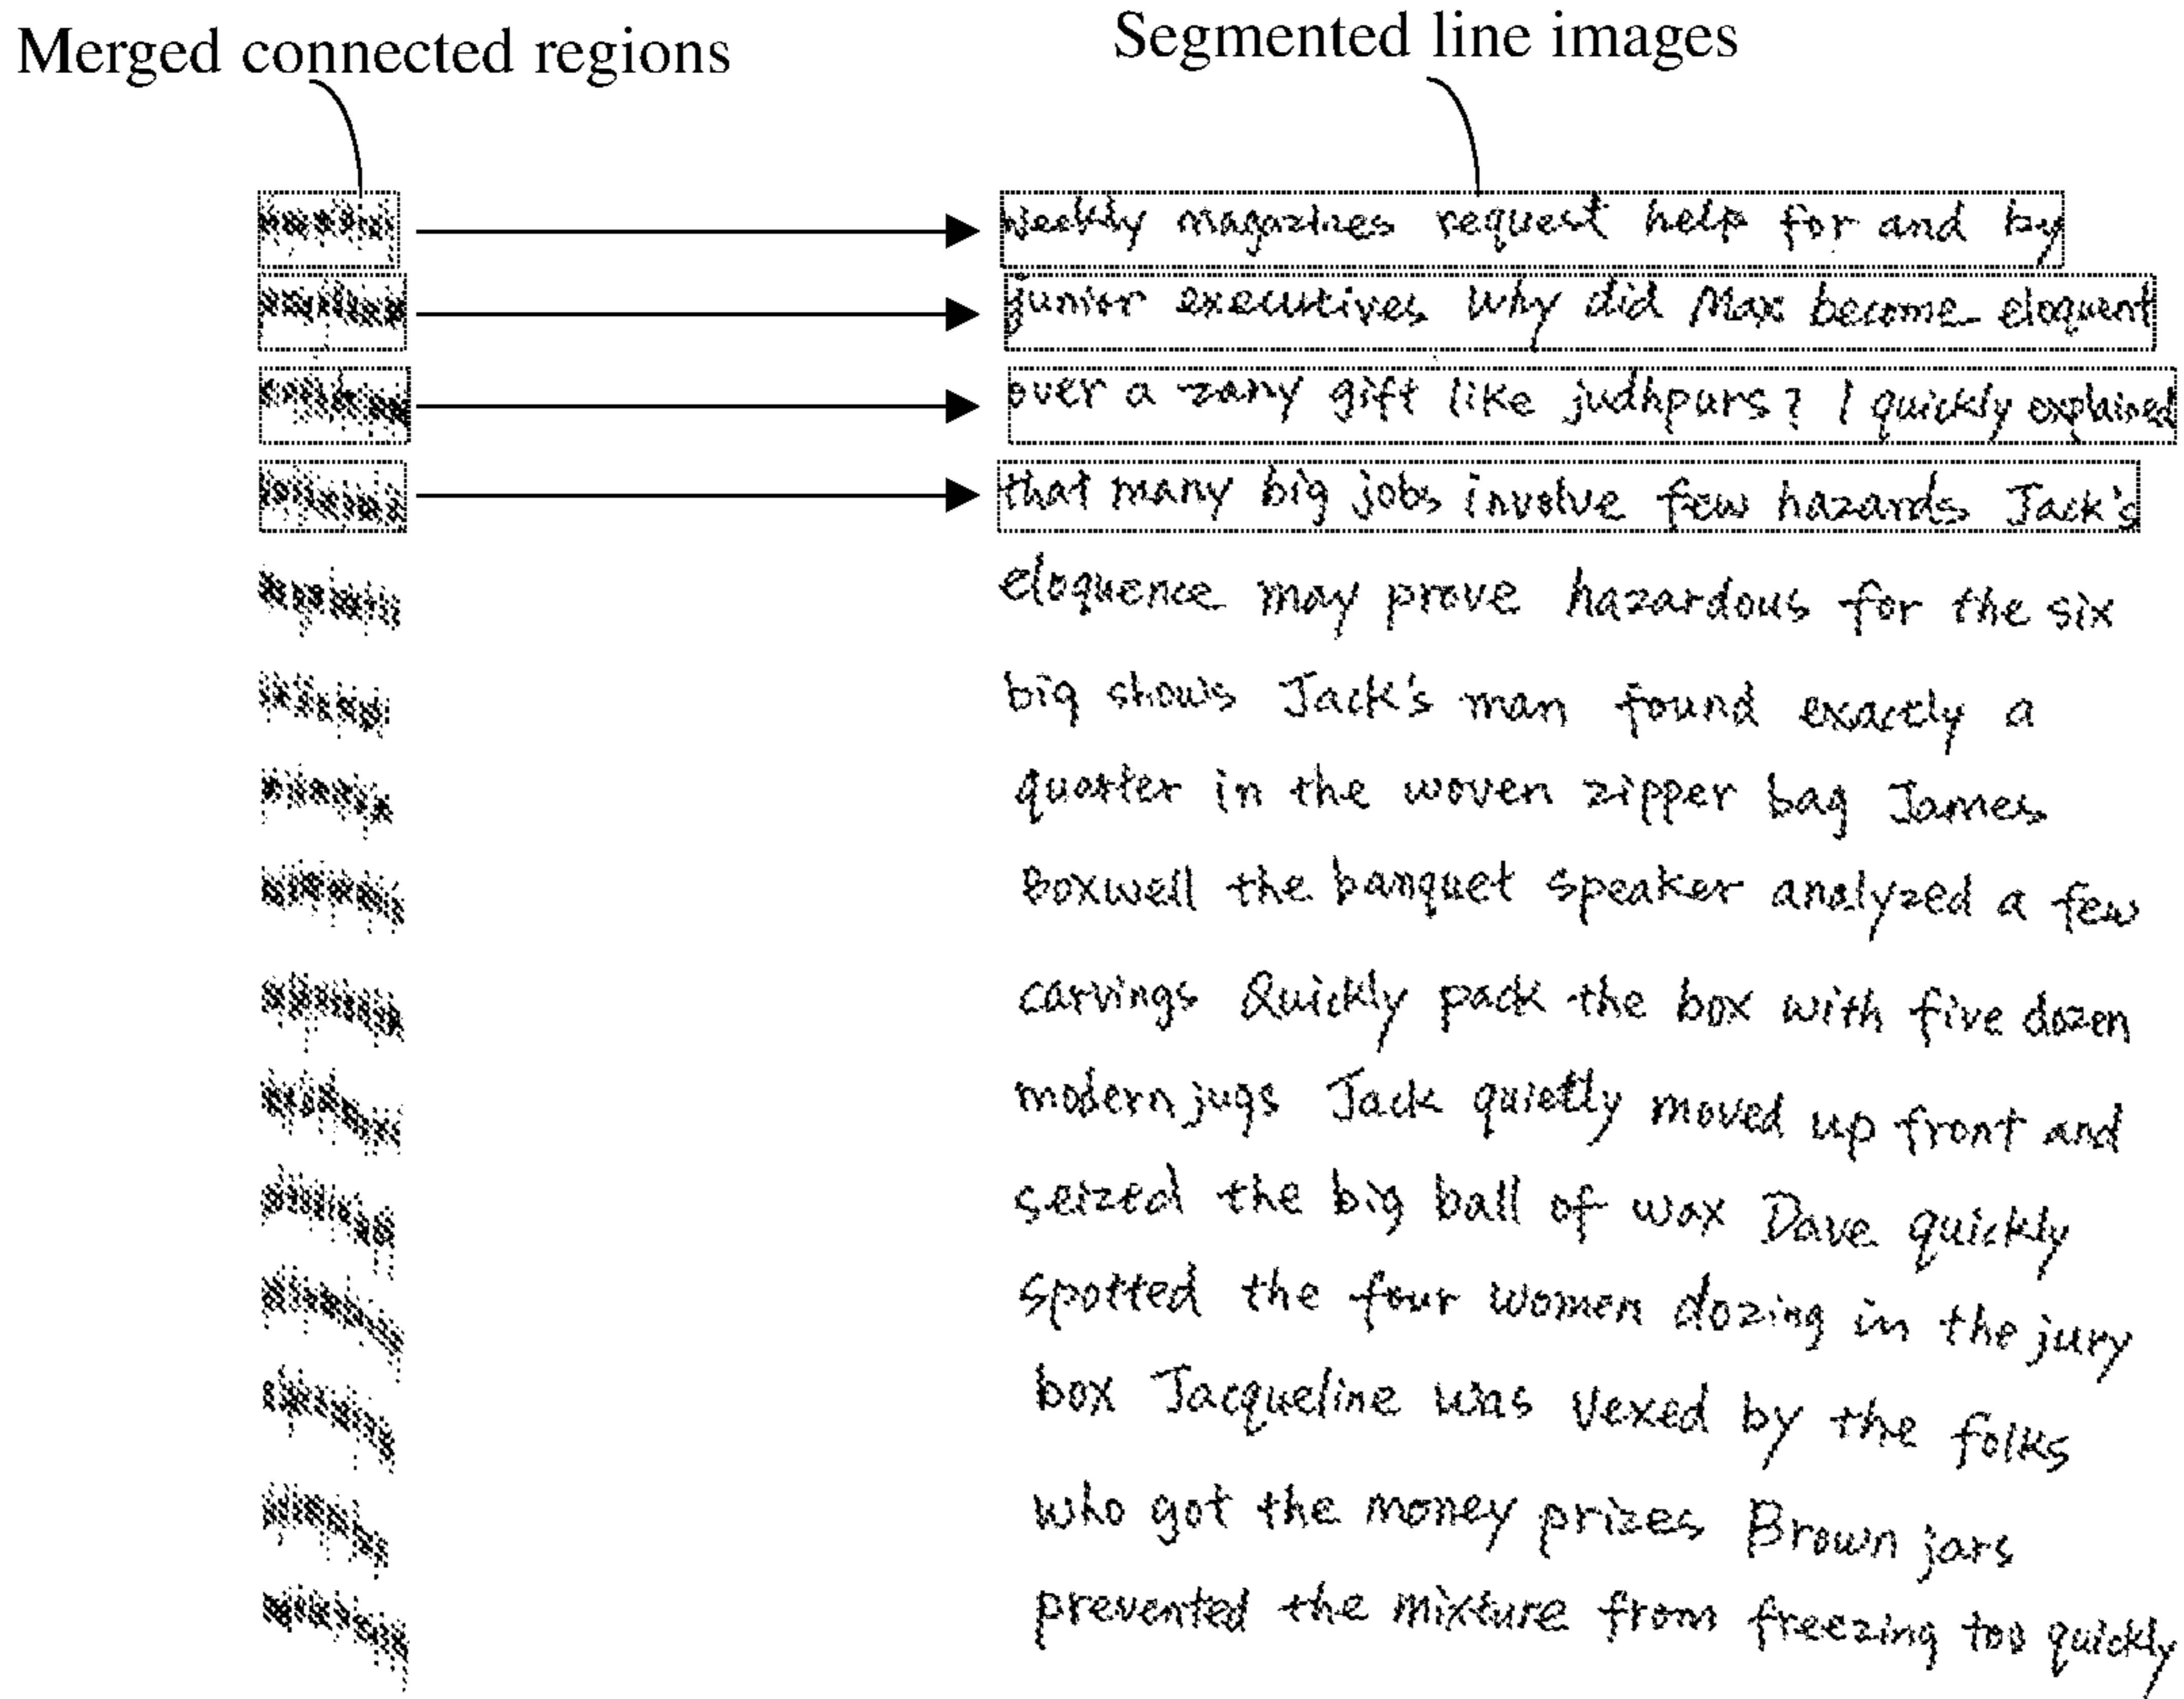 Merged connected regions
Segmented line images
Weekly magazines request help for and by
junior executives Why did Max become eloquent
over a zany gift like judhpurs? I quickly explained
that many big jobs involve few hazards Jack's
eloquence may prove hazardous for the six
big shows Jack's man found exactly a
quarter in the woven zipper bag James
Boxwell the banquet speaker analyzed a few
carvings Quickly pack the box with five dozen
modern jugs Jack quietly moved up front and
seized the big ball of wax Dave quickly
spotted the four women dozing in the jury
box Jacqueline was vexed by the folks
who got the money prizes Brown jars
prevented the mixture from freezing too quickly